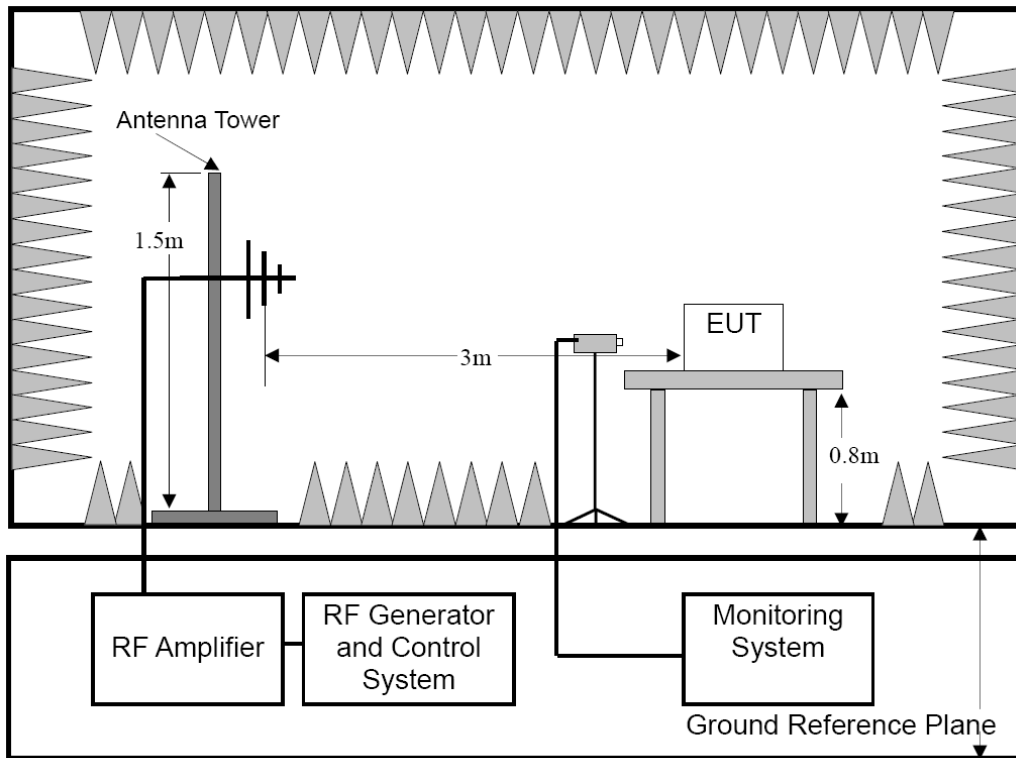 Antenna Tower
1.5m
EUT
3m
0.8m
RF Amplifier
RF Generator
and Control
System
Monitoring
System
Ground Reference Plane